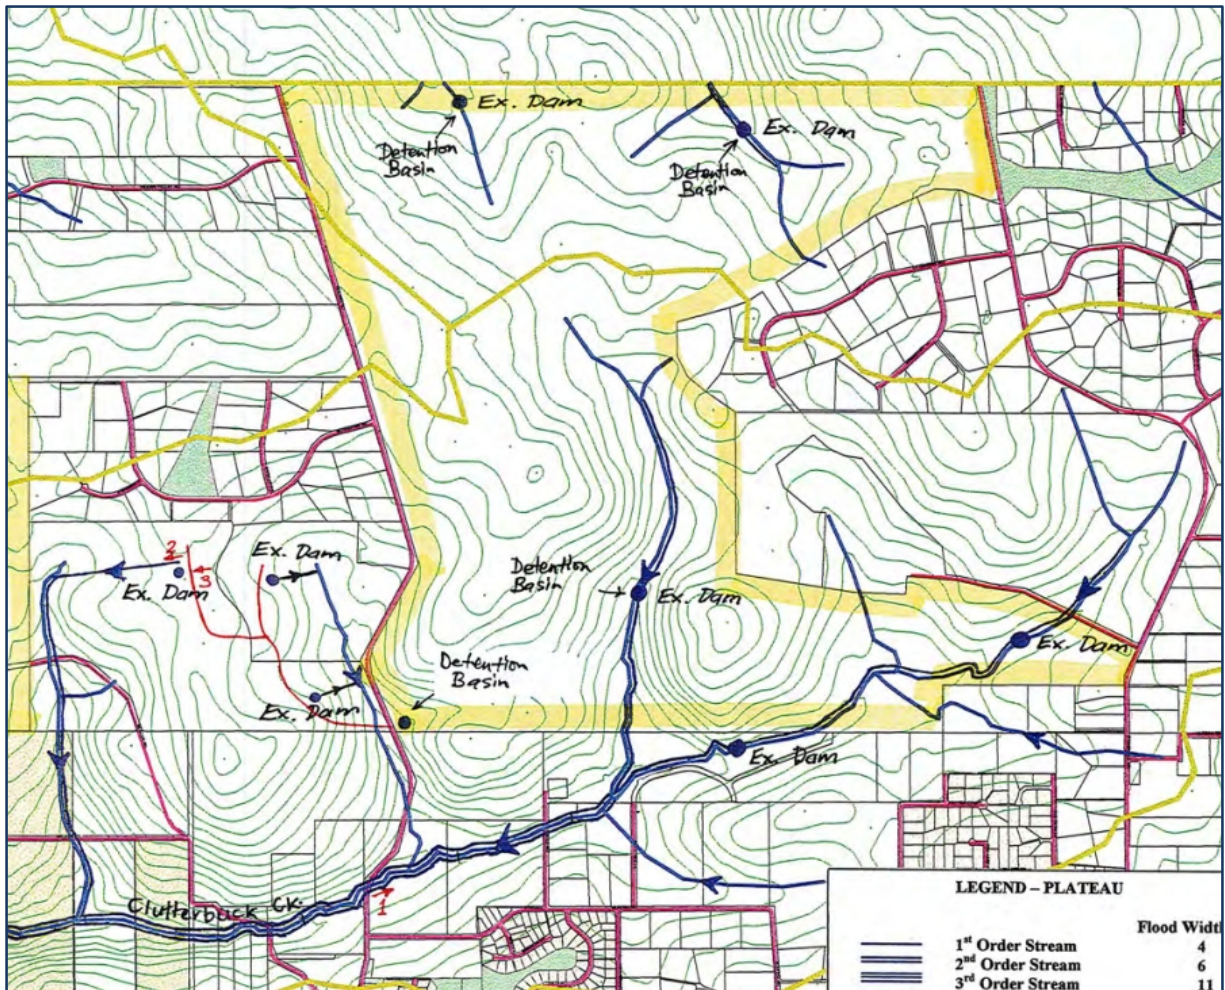 Ex. Dam
Detention
Basin
Ex. Dam
Detention
Basin
Ex. Dam
2
3
Ex. Dam
Detention
Basin
Ex. Dam
Ex. Dam
Detention
Basin
Ex. Dam
Ex. Dam
Clutterbuck CK.
1
LEGEND – PLATEAU
Flood Widt
1st Order Stream 4
2nd Order Stream 6
3rd Order Stream 11